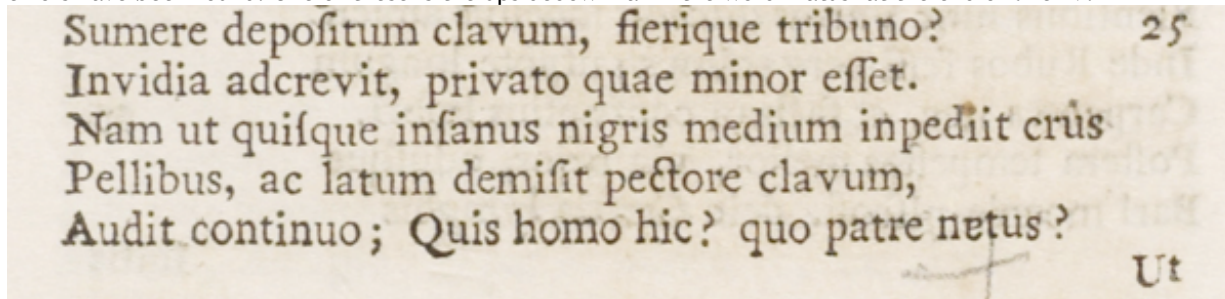 Sumere depoſitum clavum, fierique tribuno? 25
Invidia adcrevit, privato quae minor eſſet.
Nam ut quiſque inſanus nigris medium inpediit crus
Pellibus, ac latum demiſit pectore clavum,
Audit continuo; Quis homo hic? quo patre netus?
Ut